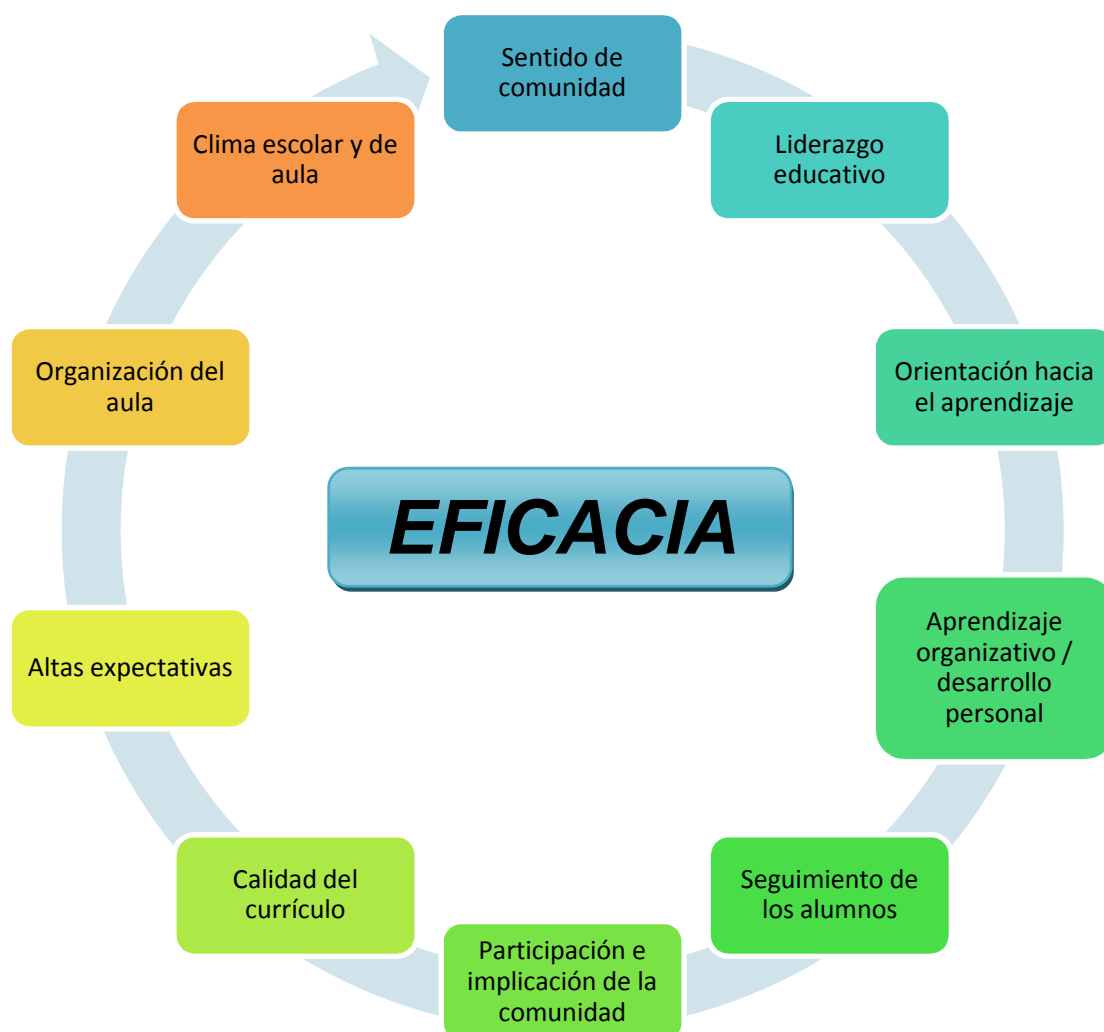 Sentido de
comunidad
Liderazgo
educativo
Orientación hacia
el aprendizaje
Aprendizaje
organizativo /
desarrollo
personal
Seguimiento de
los alumnos
Participación e
implicación de la
comunidad
Calidad del
currículo
Altas expectativas
Organización del
aula
Clima escolar y de
aula
EFICACIA